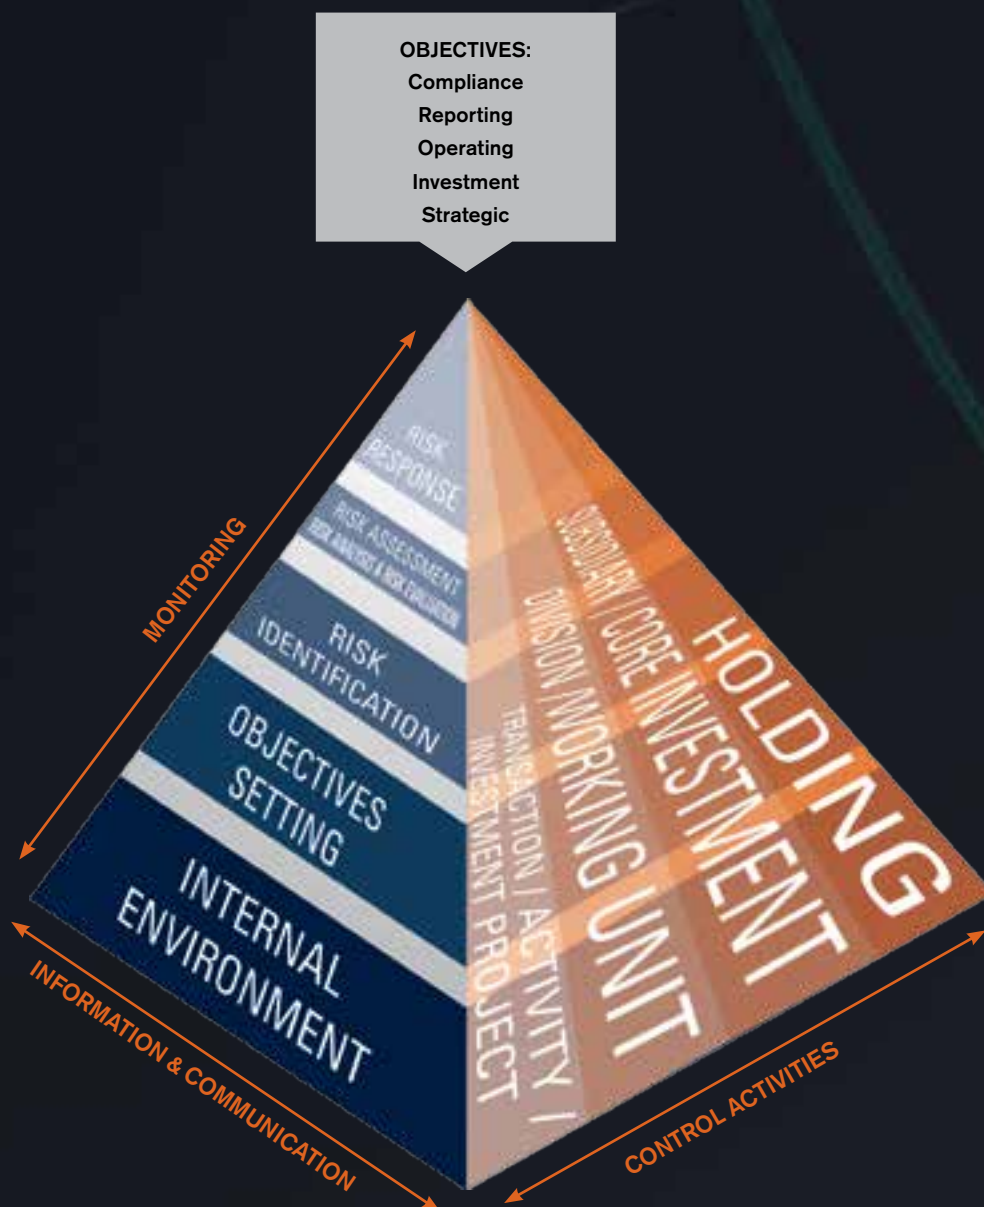 OBJECTIVES:
Compliance
Reporting
Operating
Investment
Strategic
RISK
RESPONSE
RISK ASSESSMENT
RISK ANALYSIS & RISK EVALUATION
RISK
IDENTIFICATION
OBJECTIVES
SETTING
INTERNAL
ENVIRONMENT
HOLDING
SUBSIDIARY / CORE INVESTMENT
DIVISION / WORKING UNIT
TRANSACTION / ACTIVITY /
INVESTMENT PROJECT
MONITORING
INFORMATION & COMMUNICATION
CONTROL ACTIVITIES